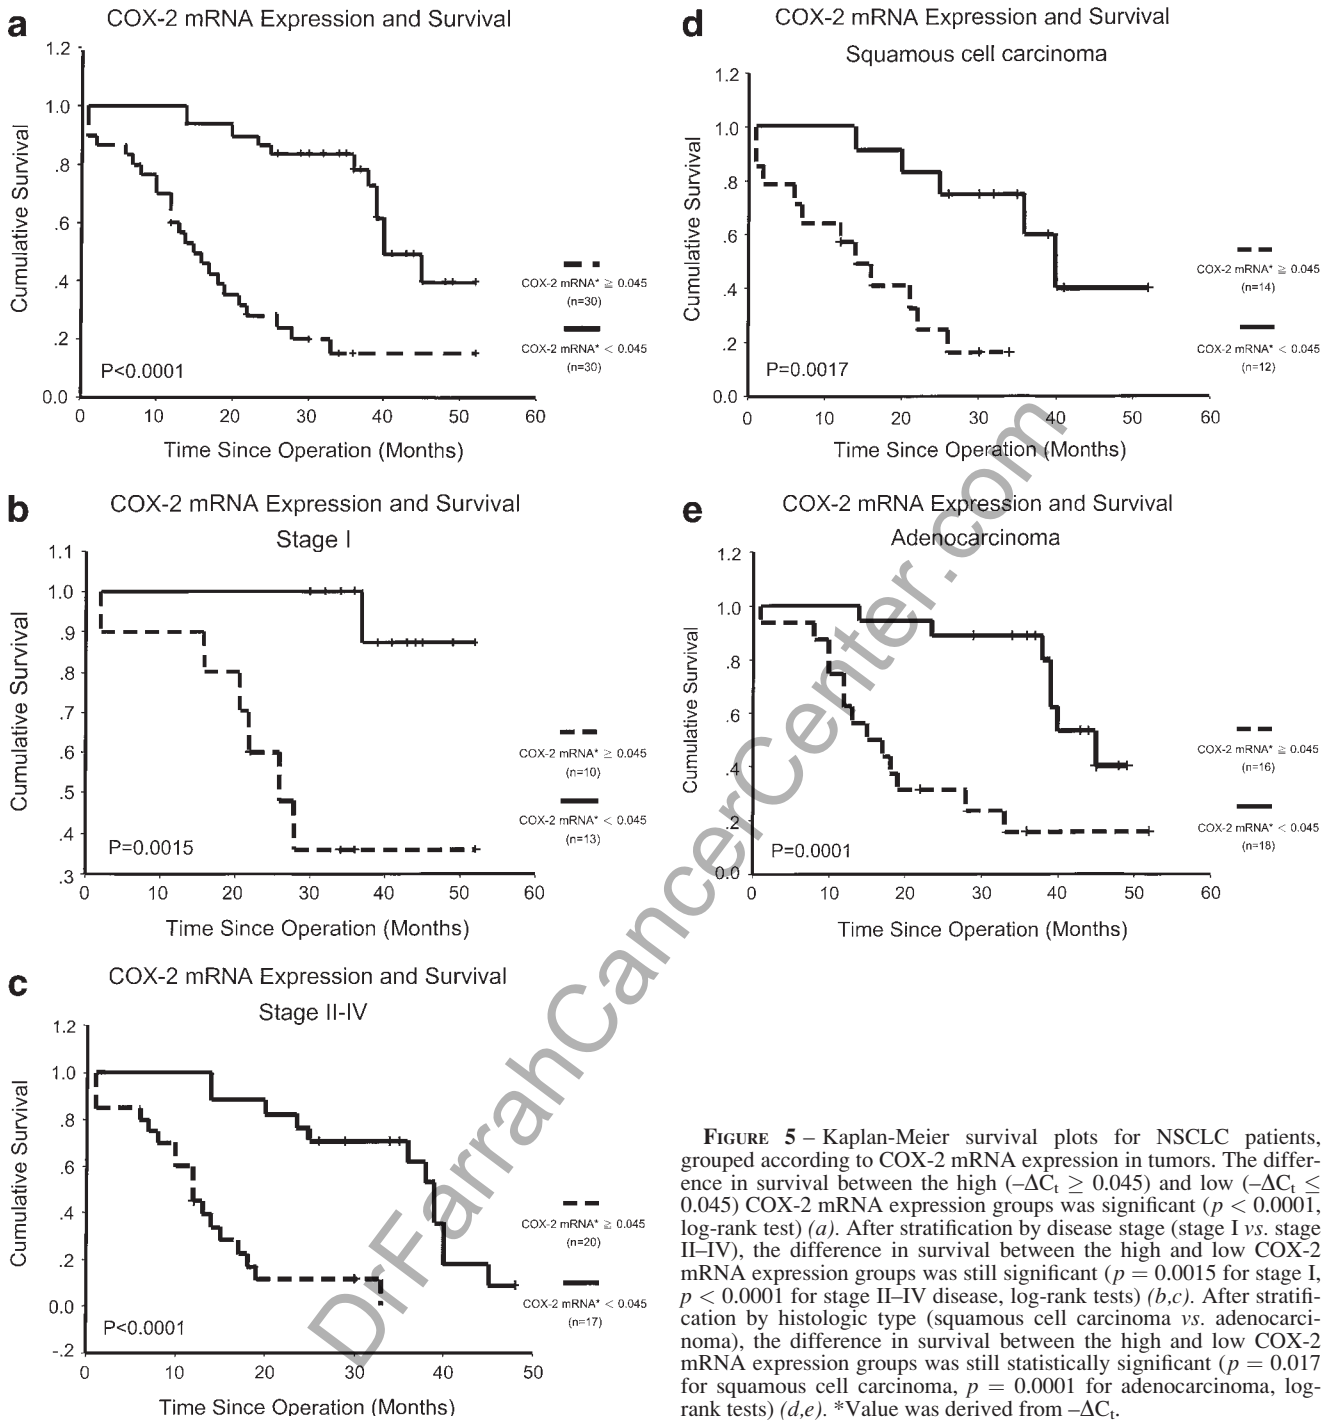 a
COX-2 mRNA Expression and Survival
1.2
1.0
.8
.6
.4
.2
0.0
Cumulative Survival
P<0.0001
0 10 20 30 40 50 60
Time Since Operation (Months)
COX-2 mRNA* ≧ 0.045
(n=30)
COX-2 mRNA* < 0.045
(n=30)
b
COX-2 mRNA Expression and Survival
Stage I
1.1
1.0
.9
.8
.7
.6
.5
.4
.3
Cumulative Survival
P=0.0015
0 10 20 30 40 50 60
Time Since Operation (Months)
COX-2 mRNA* ≥ 0.045
(n=10)
COX-2 mRNA* < 0.045
(n=13)
c
COX-2 mRNA Expression and Survival
Stage II-IV
1.2
1.0
.8
.6
.4
.2
0.0
-.2
Cumulative Survival
P<0.0001
0 10 20 30 40 50
Time Since Operation (Months)
COX-2 mRNA* ≥ 0.045
(n=20)
COX-2 mRNA* < 0.045
(n=17)
d
COX-2 mRNA Expression and Survival
Squamous cell carcinoma
1.2
1.0
.8
.6
.4
.2
0.0
Cumulative Survival
P=0.0017
0 10 20 30 40 50 60
Time Since Operation (Months)
COX-2 mRNA* ≧ 0.045
(n=14)
COX-2 mRNA* < 0.045
(n=12)
e
COX-2 mRNA Expression and Survival
Adenocarcinoma
1.2
1.0
.8
.6
.4
.2
0.0
Cumulative Survival
P=0.0001
0 10 20 30 40 50 60
Time Since Operation (Months)
COX-2 mRNA* ≧ 0.045
(n=16)
COX-2 mRNA* < 0.045
(n=18)
DrFarrahCancerCenter.com
FIGURE 5 – Kaplan-Meier survival plots for NSCLC patients,
grouped according to COX-2 mRNA expression in tumors. The differ-
ence in survival between the high (–ΔCt ≥ 0.045) and low (–ΔCt ≤
0.045) COX-2 mRNA expression groups was significant (p < 0.0001,
log-rank test) (a). After stratification by disease stage (stage I vs. stage
II–IV), the difference in survival between the high and low COX-2
mRNA expression groups was still significant (p = 0.0015 for stage I,
p < 0.0001 for stage II–IV disease, log-rank tests) (b,c). After stratifi-
cation by histologic type (squamous cell carcinoma vs. adenocarci-
noma), the difference in survival between the high and low COX-2
mRNA expression groups was still statistically significant (p = 0.017
for squamous cell carcinoma, p = 0.0001 for adenocarcinoma, log-
rank tests) (d,e). *Value was derived from –ΔCt.